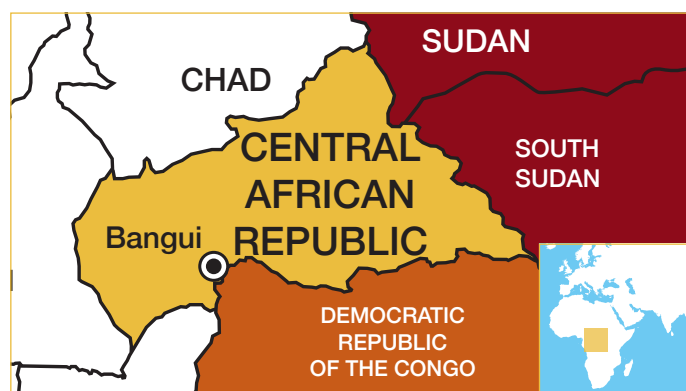 SUDAN
CHAD
CENTRAL
AFRICAN
REPUBLIC
SOUTH
SUDAN
Bangui
DEMOCRATIC
REPUBLIC
OF THE CONGO